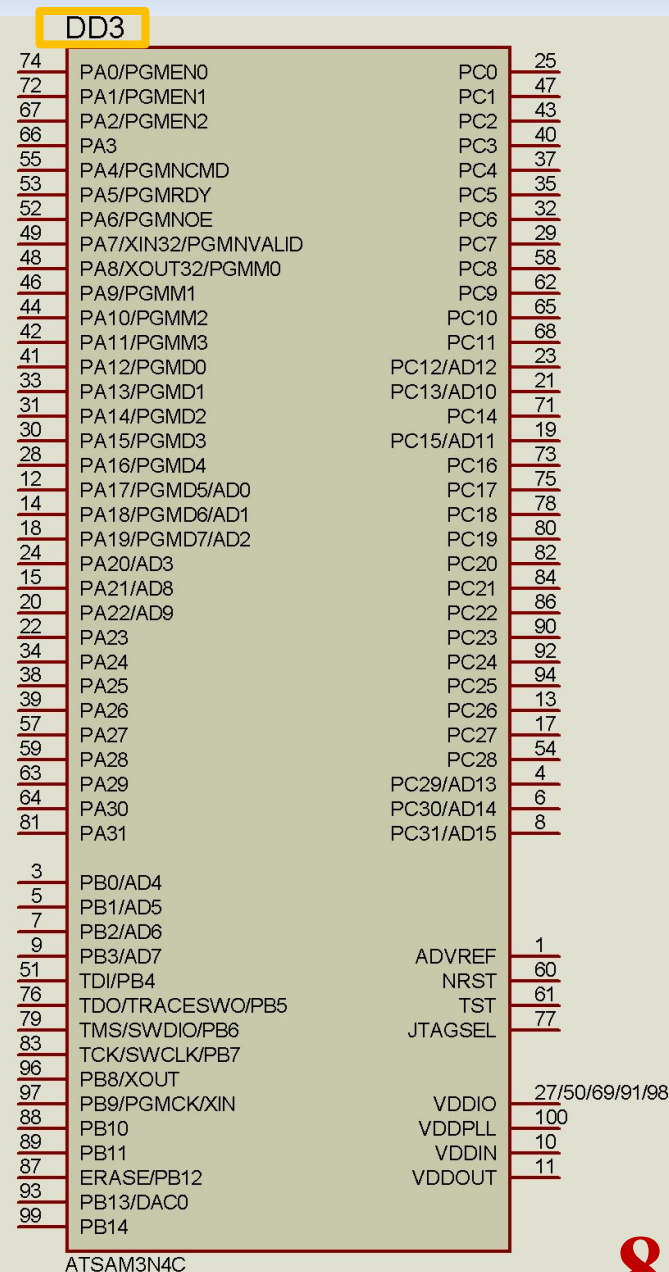 DD3
74 PA0/PGMEN0 PC0 25
72 PA1/PGMEN1 PC1 47
67 PA2/PGMEN2 PC2 43
66 PA3 PC3 40
55 PA4/PGMNCMD PC4 37
53 PA5/PGMRDY PC5 35
52 PA6/PGMNOE PC6 32
49 PA7/XIN32/PGMNVALID PC7 29
48 PA8/XOUT32/PGMM0 PC8 58
46 PA9/PGMM1 PC9 62
44 PA10/PGMM2 PC10 65
42 PA11/PGMM3 PC11 68
41 PA12/PGMD0 PC12/AD12 23
33 PA13/PGMD1 PC13/AD10 21
31 PA14/PGMD2 PC14 71
30 PA15/PGMD3 PC15/AD11 19
28 PA16/PGMD4 PC16 73
12 PA17/PGMD5/AD0 PC17 75
14 PA18/PGMD6/AD1 PC18 78
18 PA19/PGMD7/AD2 PC19 80
24 PA20/AD3 PC20 82
15 PA21/AD8 PC21 84
20 PA22/AD9 PC22 86
22 PA23 PC23 90
34 PA24 PC24 92
38 PA25 PC25 94
39 PA26 PC26 13
57 PA27 PC27 17
59 PA28 PC28 54
63 PA29 PC29/AD13 4
64 PA30 PC30/AD14 6
81 PA31 PC31/AD15 8
3 PB0/AD4
5 PB1/AD5
7 PB2/AD6
9 PB3/AD7 ADVREF 1
51 TDI/PB4 NRST 60
76 TDO/TRACESWO/PB5 TST 61
79 TMS/SWDIO/PB6 JTAGSEL 77
83 TCK/SWCLK/PB7
96 PB8/XOUT
97 PB9/PGMCK/XIN VDDIO 27/50/69/91/98
88 PB10 VDDPLL 100
89 PB11 VDDIN 10
87 ERASE/PB12 VDDOUT 11
93 PB13/DAC0
99 PB14
ATSAM3N4C
8